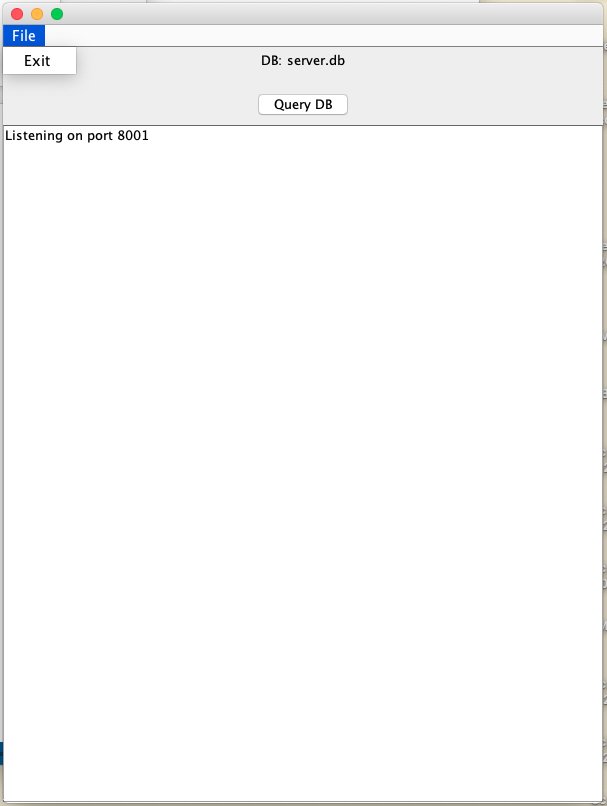 File
Exit
DB: server.db
Query DB
Listening on port 8001